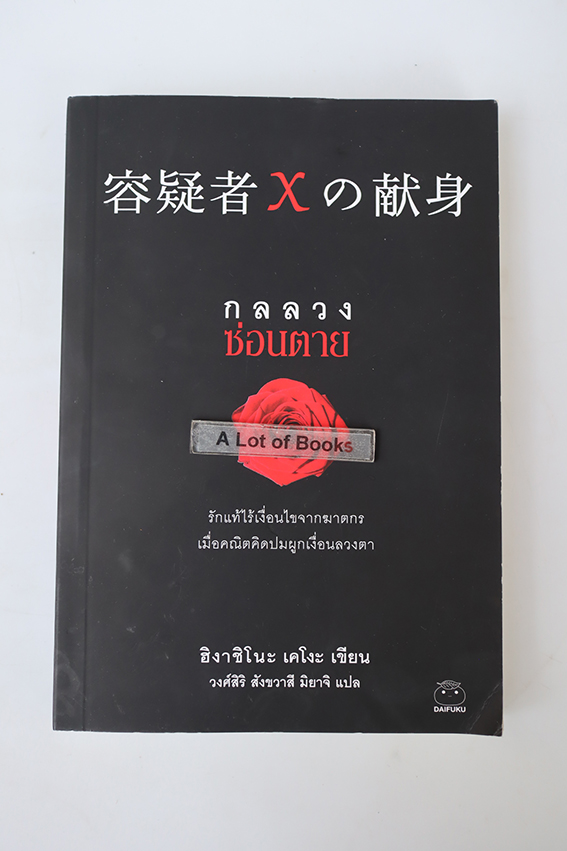 容疑者Xの献身
กลลวง
ซ่อนตาย
A Lot of Books
รักแท้ไร้เงื่อนไขจากฆาตกร
เมื่อคณิตคิดปมผูกเงื่อนลวงตา
ฮิงาชิโนะ เคโงะ เขียน
วงศ์สิริ สังขวาสี มิยาจิ แปล
DAIFUKU